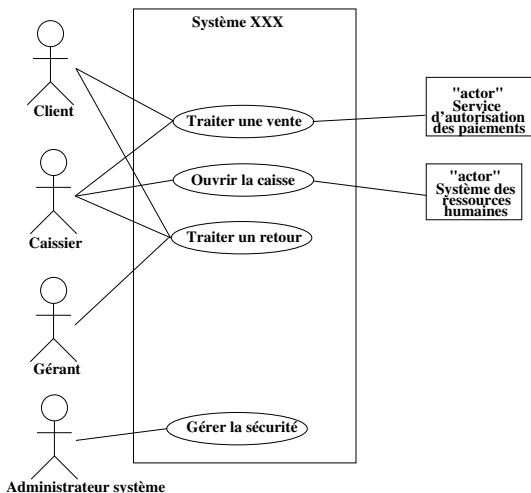 Système XXX
Client
Traiter une vente
"actor"
Service
d'autorisation
des paiements
Caissier
Ouvrir la caisse
"actor"
Système des
ressources
humaines
Traiter un retour
Gérant
Gérer la sécurité
Administrateur système